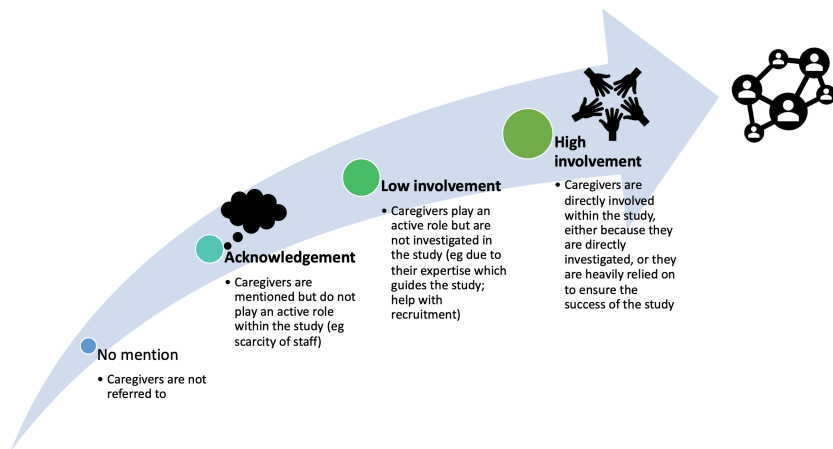 No mention
• Caregivers are not
referred to
Acknowledgement
• Caregivers are
mentioned but do not
play an active role
within the study (eg
scarcity of staff)
Low involvement
• Caregivers play an
active role but are
not investigated in
the study (eg due to
their expertise which
guides the study;
help with
recruitment)
High
involvement
• Caregivers are
directly involved
within the study,
either because they
are directly
investigated, or they
are heavily relied on
to ensure the
success of the study